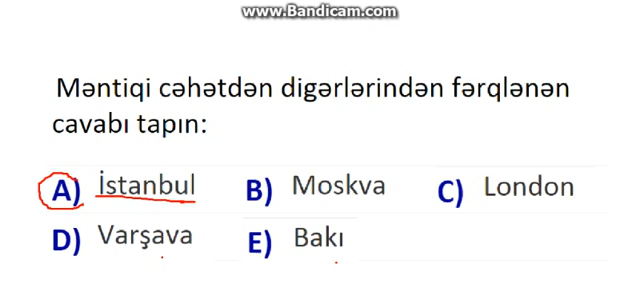 www.Bandicam.com
Məntiqi cəhətdən digərlərindən fərqlənən
cavabı tapın:
A) İstanbul B) Moskva C) London
D) Varşava E) Bakı